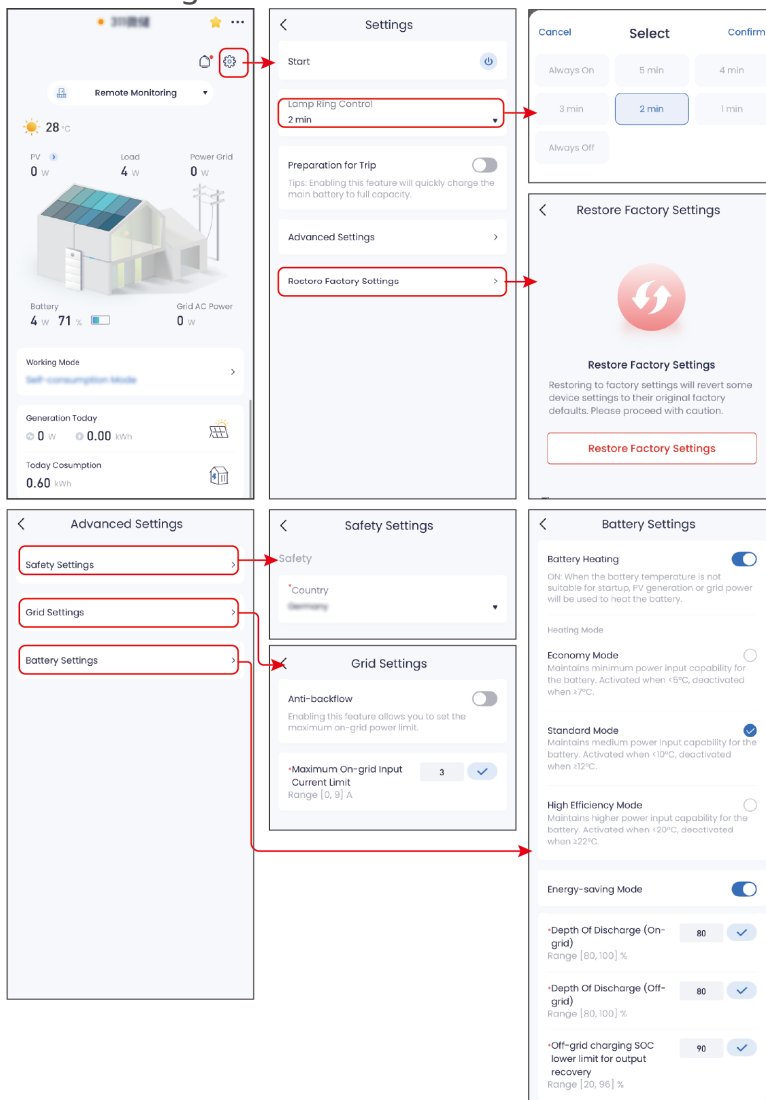 Remote Monitoring
28 °C
PV
Load
Power Grid
0 W
4 W
0 W
Battery
Grid AC Power
4 W 71 %
0 W
Working Mode
Self-consumption Mode
Generation Today
0 W 0.00 kWh
Today Cosumption
0.60 kWh
Settings
Start
Lamp Ring Control
2 min
Preparation for Trip
Tips: Enabling this feature will quickly charge the
main battery to full capacity.
Advanced Settings
Restore Factory Settings
Cancel
Select
Confirm
Always On
5 min
4 min
3 min
2 min
1 min
Always Off
Restore Factory Settings
Restore Factory Settings
Restoring to factory settings will revert some
device settings to their original factory
defaults. Please proceed with caution.
Restore Factory Settings
Advanced Settings
Safety Settings
Grid Settings
Battery Settings
Safety Settings
Safety
*Country
Germany
Grid Settings
Anti-backflow
Enabling this feature allows you to set the
maximum on-grid power limit.
*Maximum On-grid Input
Current Limit
3
Range [0, 9] A
Battery Settings
Battery Heating
ON: When the battery temperature is not
suitable for startup, PV generation or grid power
will be used to heat the battery.
Heating Mode
Economy Mode
Maintains minimum power input capability for
the battery. Activated when <5°C, deactivated
when ≥7°C.
Standard Mode
Maintains medium power input capability for the
battery. Activated when <10°C, deactivated
when ≥12°C.
High Efficiency Mode
Maintains higher power input capability for the
battery. Activated when <20°C, deactivated
when ≥22°C.
Energy-saving Mode
*Depth Of Discharge (On-
grid)
80
Range [80, 100] %
*Depth Of Discharge (Off-
grid)
80
Range [80, 100] %
*Off-grid charging SOC
lower limit for output
recovery
90
Range [20, 96] %